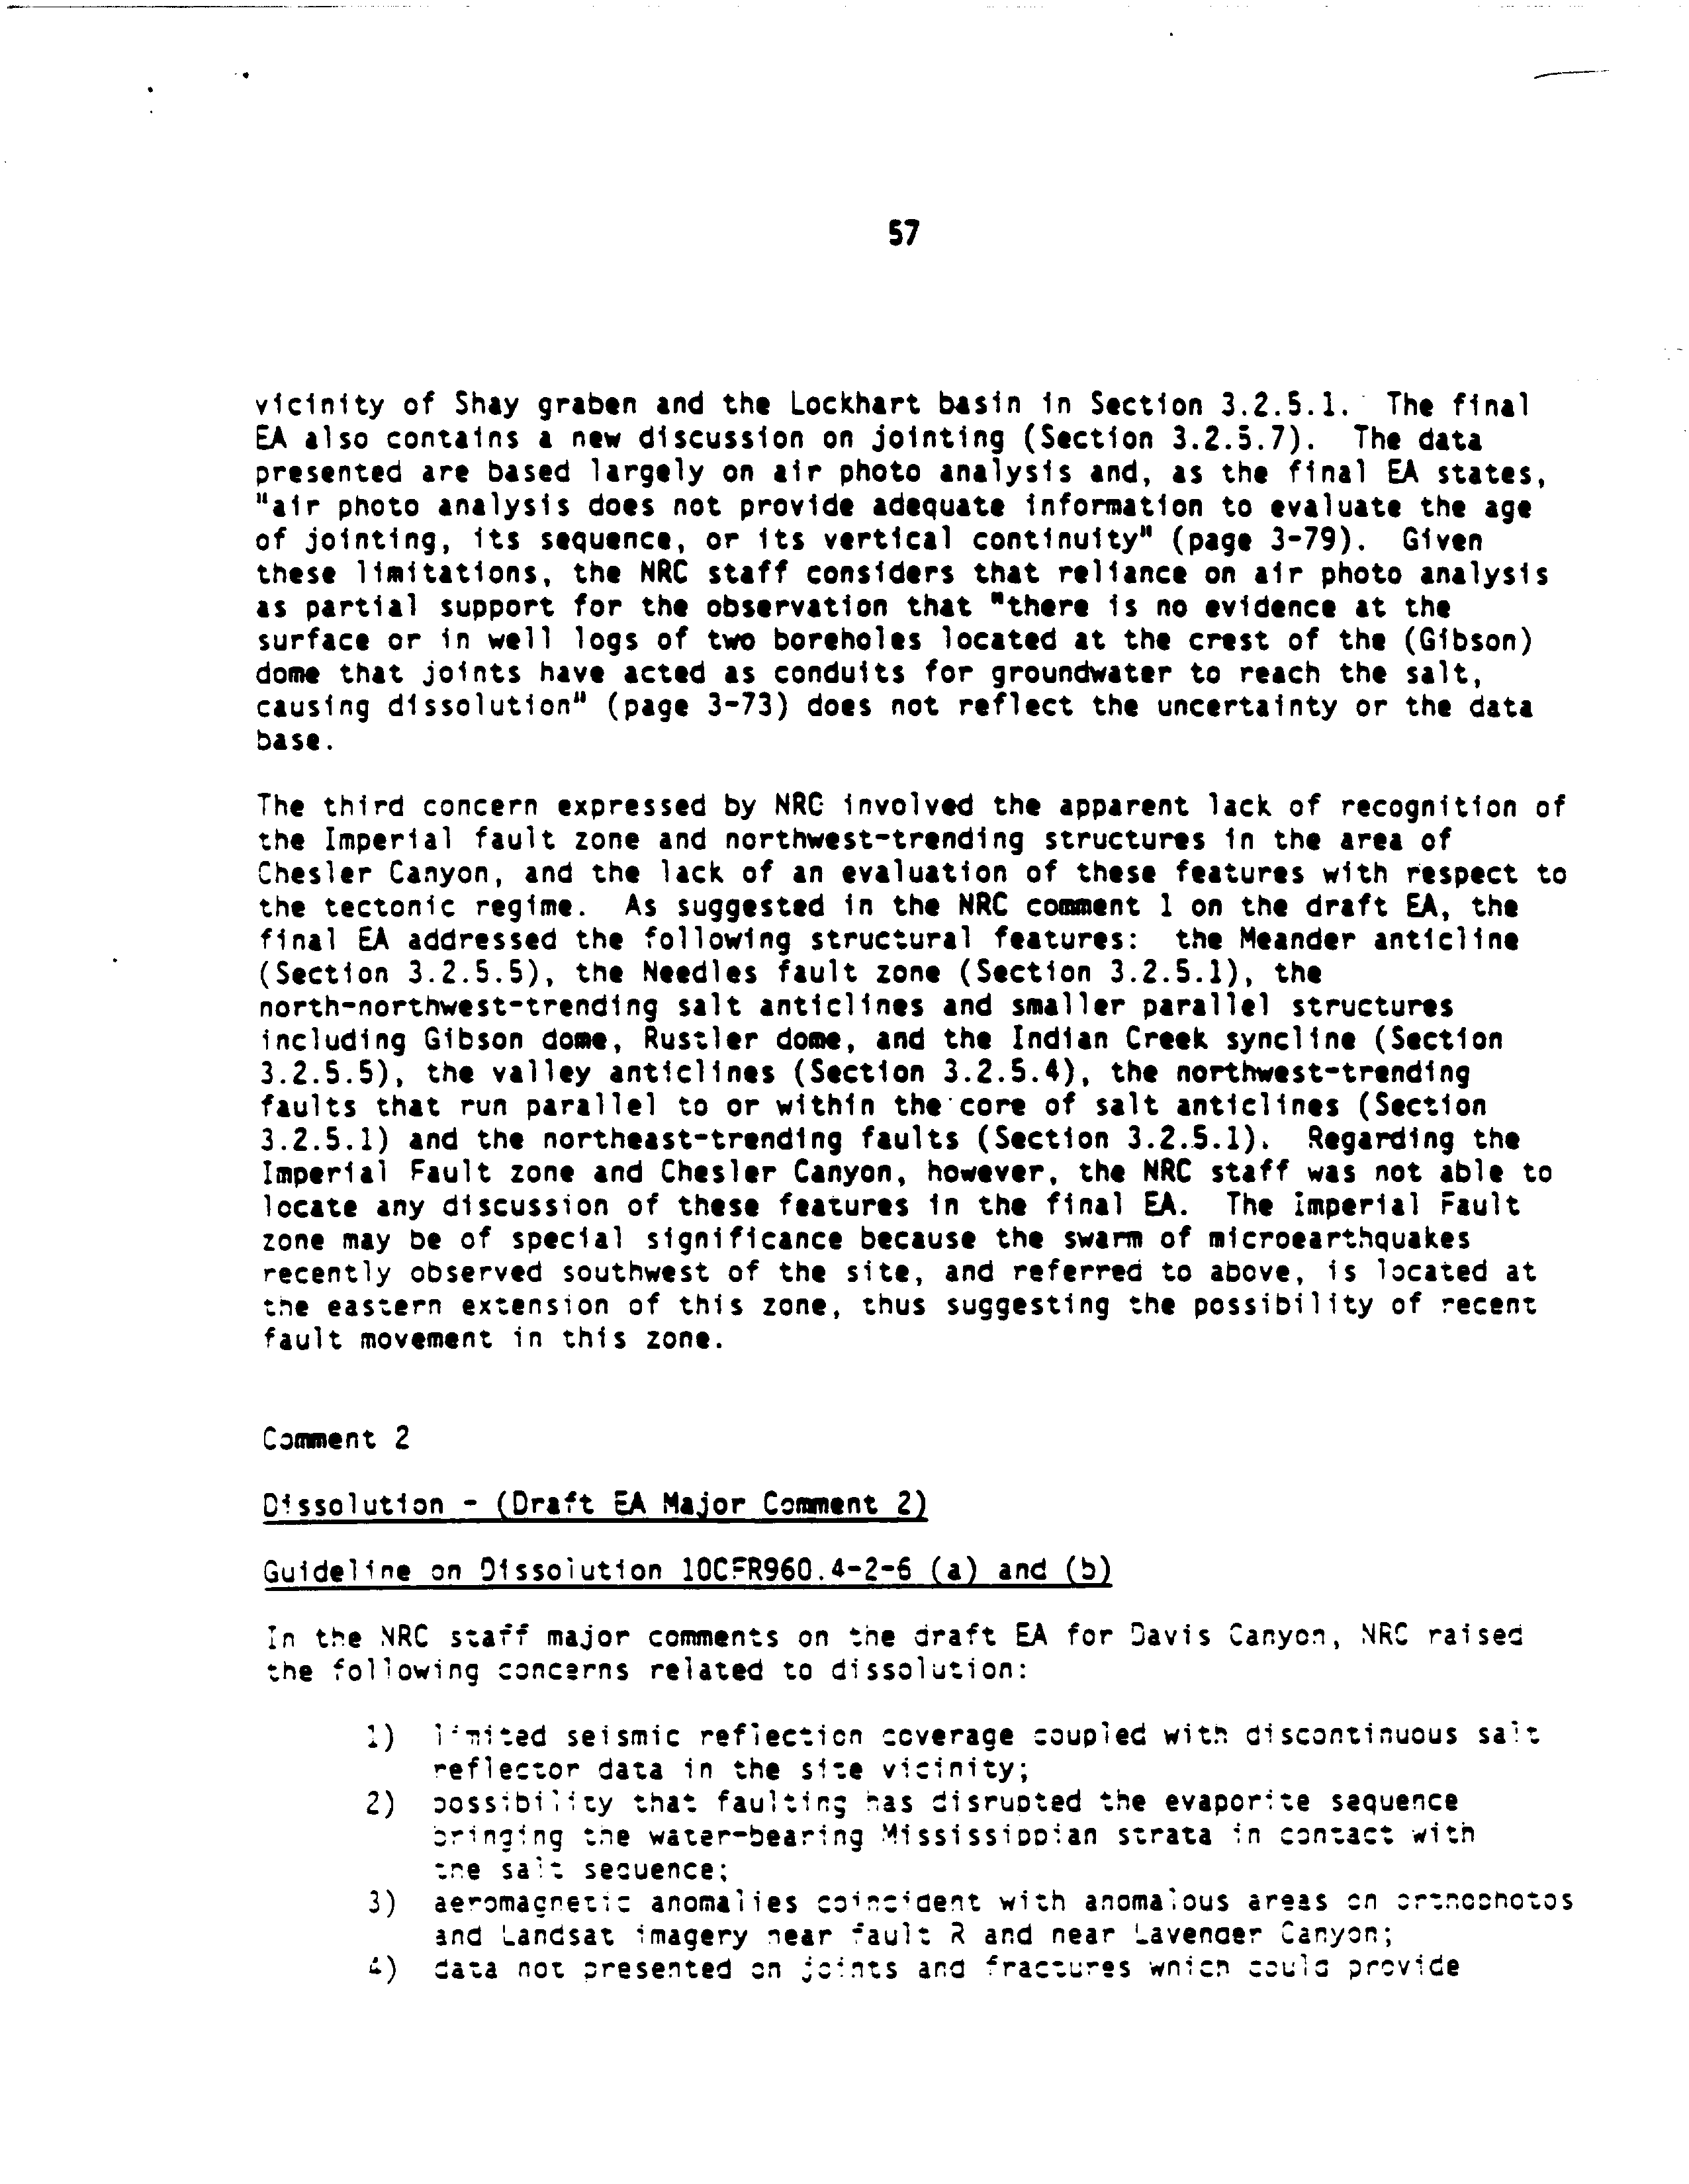 57
vicinity of Shay graben and the Lockhart basin in Section 3.2.5.1. The final
EA also contains a new discussion on jointing (Section 3.2.5.7). The data
presented are based largely on air photo analysis and, as the final EA states,
"air photo analysis does not provide adequate information to evaluate the age
of jointing, its sequence, or its vertical continuity" (page 3-79). Given
these limitations, the NRC staff considers that reliance on air photo analysis
as partial support for the observation that "there is no evidence at the
surface or in well logs of two boreholes located at the crest of the (Gibson)
dome that joints have acted as conduits for groundwater to reach the salt,
causing dissolution" (page 3-73) does not reflect the uncertainty or the data
base.
The third concern expressed by NRC involved the apparent lack of recognition of
the Imperial fault zone and northwest-trending structures in the area of
Chesler Canyon, and the lack of an evaluation of these features with respect to
the tectonic regime. As suggested in the NRC comment 1 on the draft EA, the
final EA addressed the following structural features: the Meander anticline
(Section 3.2.5.5), the Needles fault zone (Section 3.2.5.1), the
north-northwest-trending salt anticlines and smaller parallel structures
including Gibson dome, Rustler dome, and the Indian Creek syncline (Section
3.2.5.5), the valley anticlines (Section 3.2.5.4), the northwest-trending
faults that run parallel to or within the core of salt anticlines (Section
3.2.5.1) and the northeast-trending faults (Section 3.2.5.1). Regarding the
Imperial Fault zone and Chesler Canyon, however, the NRC staff was not able to
locate any discussion of these features in the final EA. The Imperial Fault
zone may be of special significance because the swarm of microearthquakes
recently observed southwest of the site, and referred to above, is located at
the eastern extension of this zone, thus suggesting the possibility of recent
fault movement in this zone.
Comment 2
Dissolution - (Draft EA Major Comment 2)
Guideline on Dissolution 10CFR960.4-2-6 (a) and (b)
In the NRC staff major comments on the draft EA for Davis Canyon, NRC raised
the following concerns related to dissolution:
1) limited seismic reflection coverage coupled with discontinuous salt
reflector data in the site vicinity;
2) possibility that faulting has disrupted the evaporite sequence
bringing the water-bearing Mississippian strata in contact with
the salt sequence;
3) aeromagnetic anomalies coincident with anomalous areas on orthophotos
and Landsat imagery near fault R and near Lavender Canyon;
4) data not presented on joints and fractures which could provide